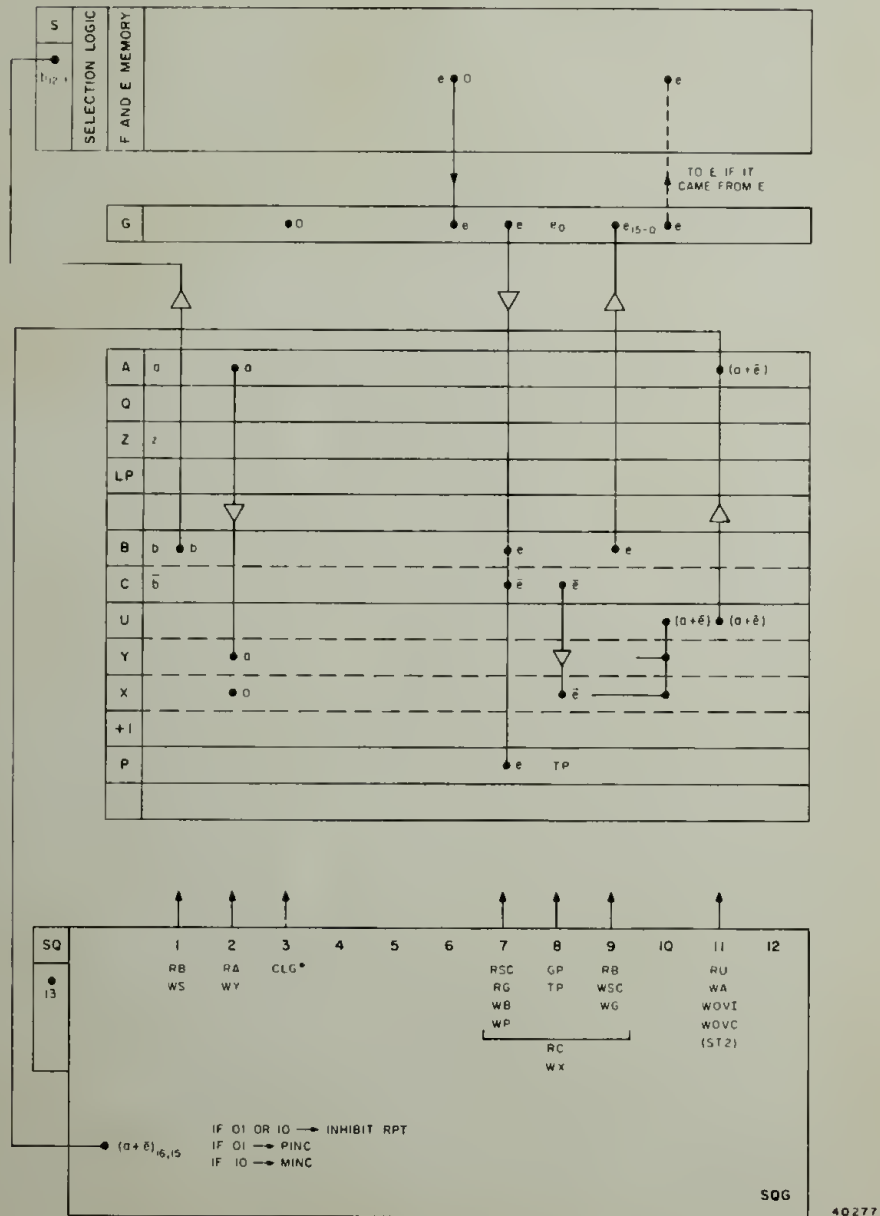 S
SELECTION LOGIC
F AND E MEMORY
e 0
e
TO E IF IT
CAME FROM E
G
0
e
e
e0
e15-0
e
A a a (a+ē)
Q
Z z
LP
B b b e e
C b̄ ē ē
U (a+ē) (a+ē)
Y a
X 0 ē
+1
P e TP
SQ
13
1 2 3 4 5 6 7 8 9 10 11 12
RB RA CLG* RSC GP RB RU
WS WY RG TP WSC WA
WB WG WOVI
WP WOVC
(ST2)
RC
WX
(a+ē)16,15
IF 01 OR 10 → INHIBIT RPT
IF 01 → PINC
IF 10 → MINC
SQG
40277